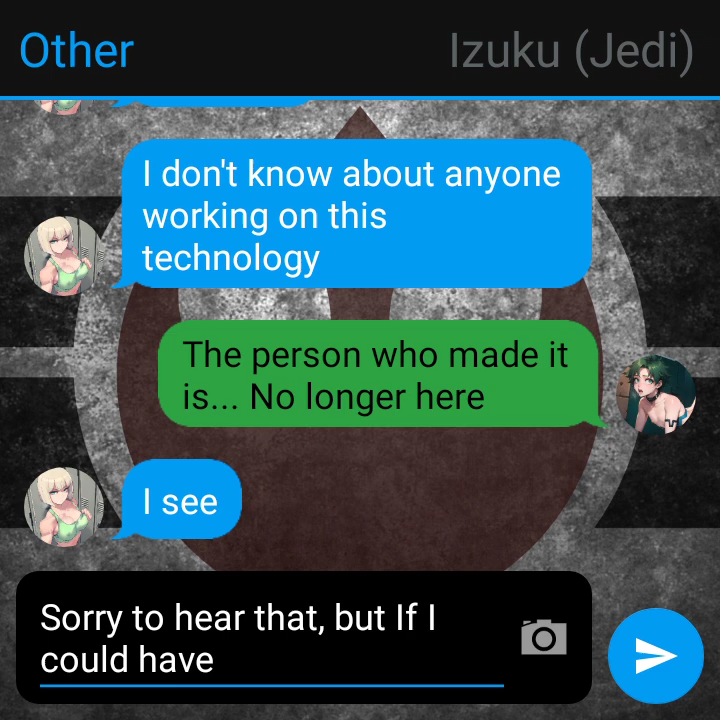 Other
Izuku (Jedi)
I don't know about anyone
working on this
technology
The person who made it
is... No longer here
I see
Sorry to hear that, but If I
could have